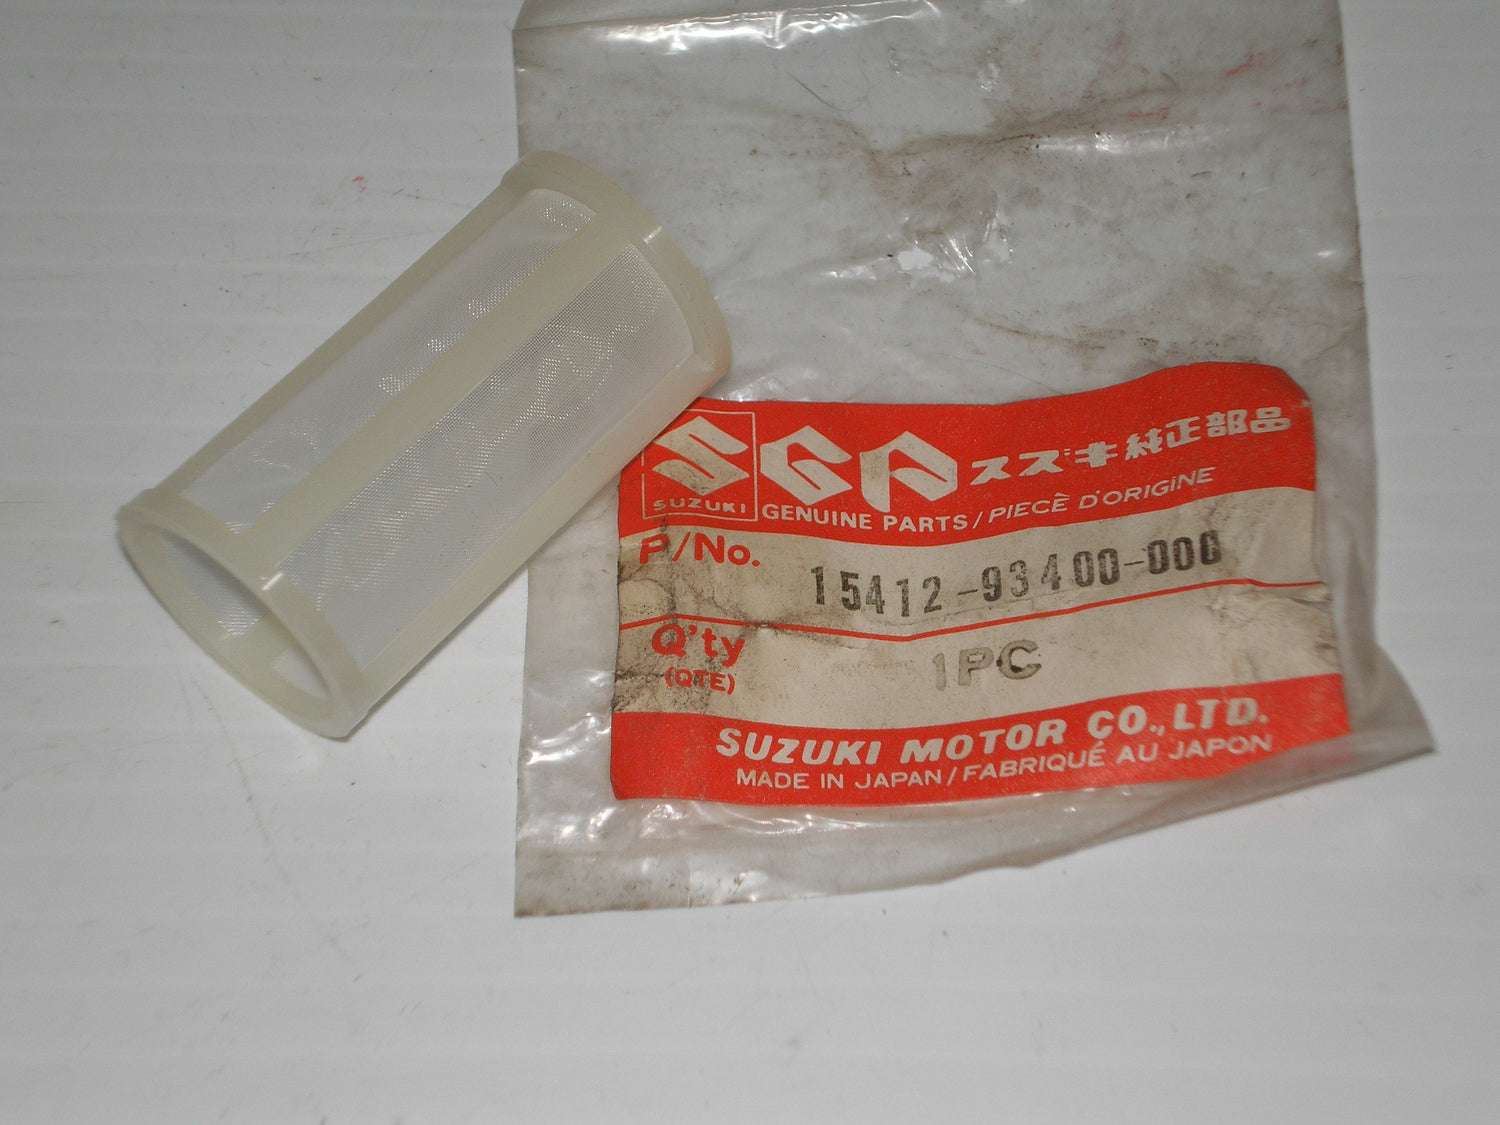 SUZUKI
SGP スズキ純正部品
GENUINE PARTS/PIECÈ D'ORIGINE
P/No. 15412-93400-000
Q'ty 1PC
(QTE)
SUZUKI MOTOR CO., LTD.
MADE IN JAPAN/FABRIQUÉ AU JAPON